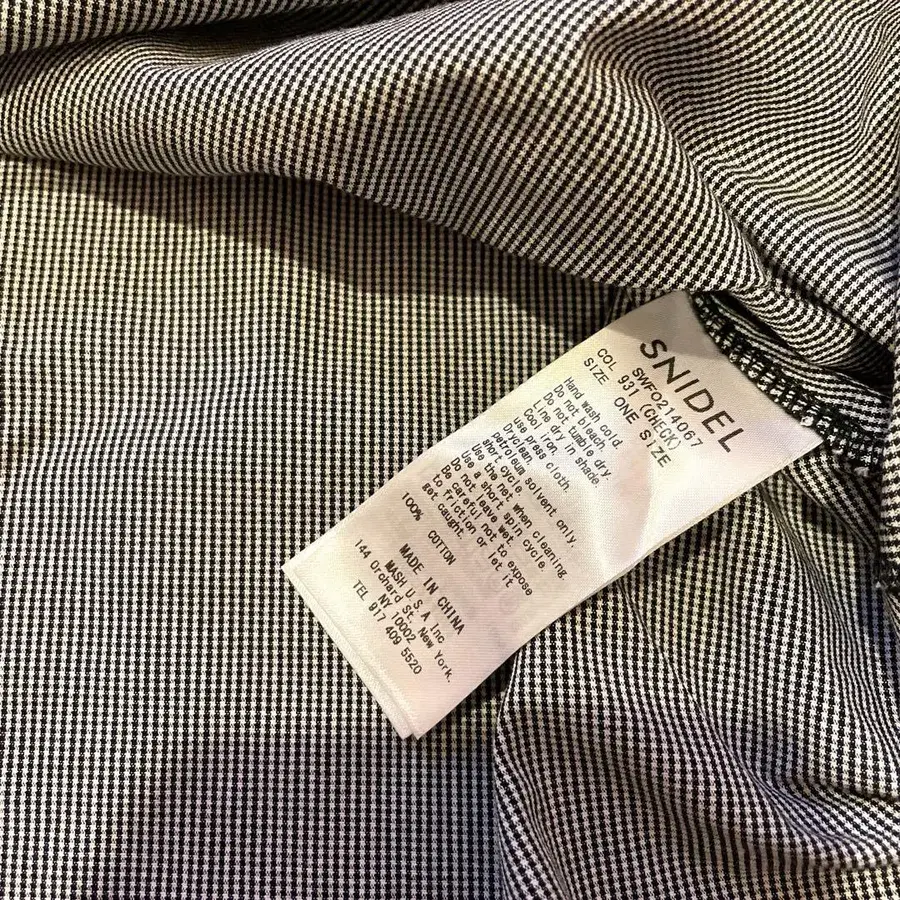 SNIDEL
SWFO214067
COL 931 (CHECK)
SIZE ONE SIZE
Hand wash cold.
Do not bleach.
Do not tumble dry.
Line dry in shade
Cool iron.
use press cloth.
Dryclean.
petroleum solvent only.
short cycle.
Use the net, when cleaning
Use a short spin cycle.
Do not leave wet
Be careful not to expose
to friction or let it
get caught.
100% COTTON
MADE IN CHINA
MASH U.S.A Inc.
144 Orchard St. New York.
NY 10002
TEL 917 409 5520